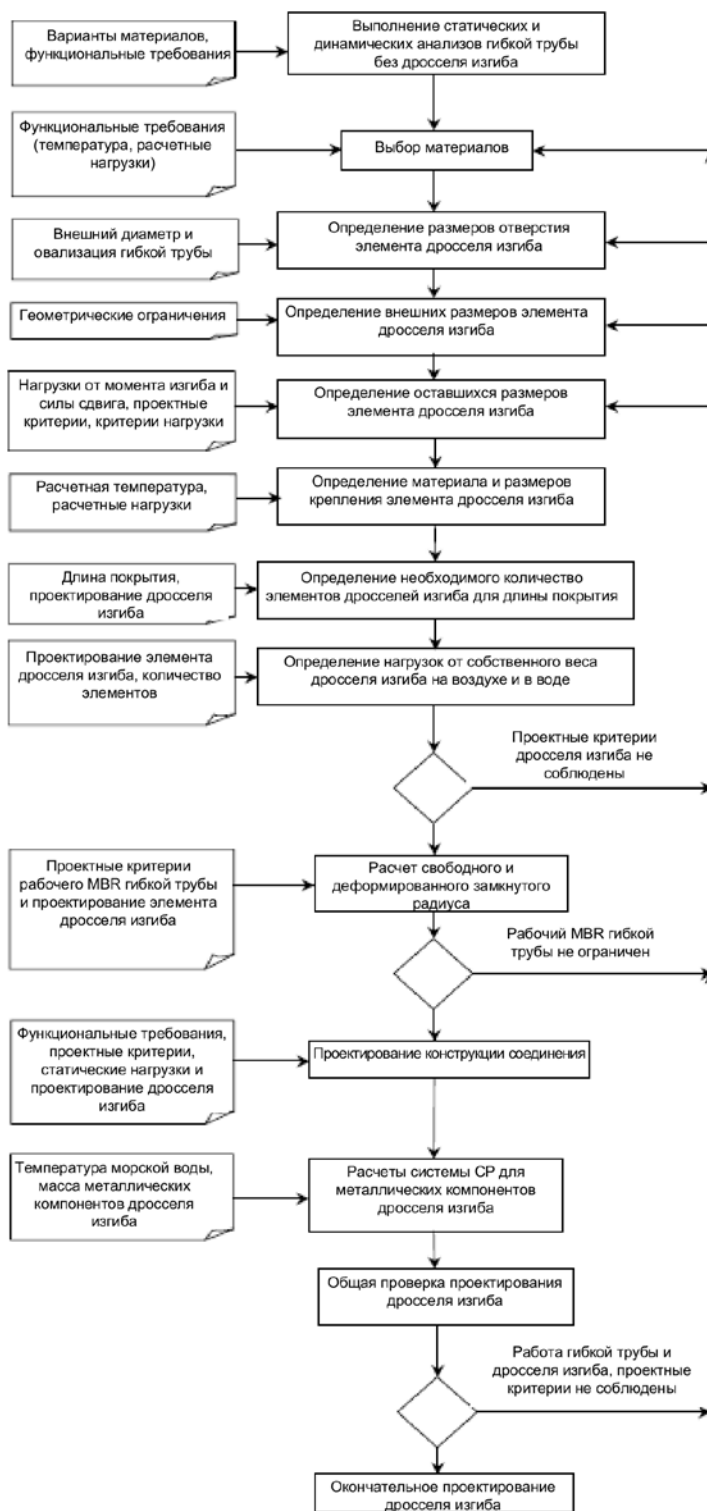 Варианты материалов,
функциональные требования
Выполнение статических и
динамических анализов гибкой трубы
без дросселя изгиба
Функциональные требования
(температура, расчетные
нагрузки)
Выбор материалов
Внешний диаметр и
овализация гибкой трубы
Определение размеров отверстия
элемента дросселя изгиба
Геометрические ограничения
Определение внешних размеров элемента
дросселя изгиба
Нагрузки от момента изгиба и
силы сдвига, проектные
критерии, критерии нагрузки
Определение оставшихся размеров
элемента дросселя изгиба
Расчетная температура,
расчетные нагрузки
Определение материала и размеров
крепления элемента дросселя изгиба
Длина покрытия,
проектирование дросселя
изгиба
Определение необходимого количество
элементов дросселей изгиба для длины покрытия
Проектирование элемента
дросселя изгиба, количество
элементов
Определение нагрузок от собственного веса
дросселя изгиба на воздухе и в воде
Проектные критерии
дросселя изгиба не
соблюдены
Проектные критерии
рабочего MBR гибкой трубы
и проектирование элемента
дросселя изгиба
Расчет свободного и
деформированного замкнутого
радиуса
Рабочий MBR гибкой
трубы не ограничен
Функциональные требования,
проектные критерии,
статические нагрузки и
проектирование дросселя
изгиба
Проектирование конструкции соединения
Температура морской воды,
масса металлических
компонентов дросселя
изгиба
Расчеты системы СР для
металлических компонентов
дросселя изгиба
Общая проверка проектирования
дросселя изгиба
Работа гибкой трубы и
дросселя изгиба, проектные
критерии не соблюдены
Окончательное проектирование
дросселя изгиба